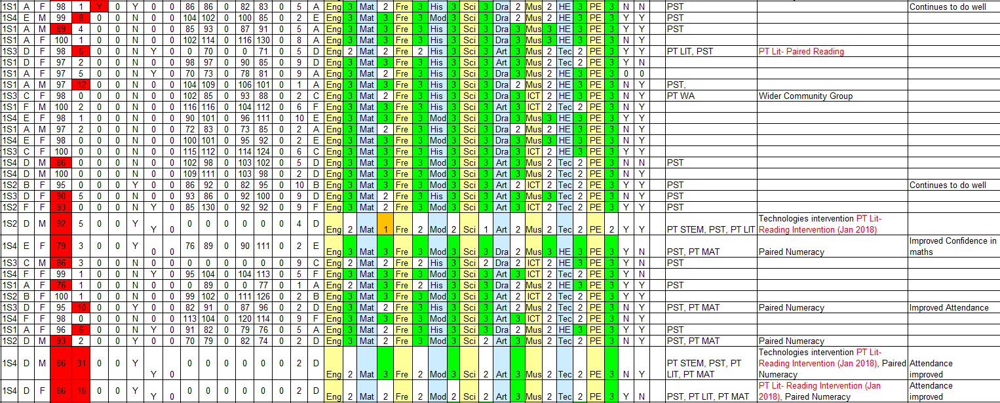 1S1 A F 98 1 Y 0 Y 0 0 86 86 0 82 83 0 5 A Eng 3 Mat 2 Fre 3 His 3 Sci 3 Dra 2 Mus 2 HE 3 PE 3 N N PST Continues to do well
1S4 E M 99 8 0 0 N 0 0 104 102 0 100 85 0 2 E Eng 3 Mat 3 Fre 3 Mod 3 Sci 3 Dra 2 Mus 2 HE 3 PE 3 Y Y PST
1S1 A M 89 4 0 0 N 0 0 85 93 0 87 91 0 5 A Eng 3 Mat 3 Fre 3 His 3 Sci 3 Dra 3 Mus 3 HE 3 PE 3 Y Y PST
1S1 A F 100 1 0 0 N 0 0 102 114 0 116 130 0 8 A Eng 3 Mat 3 Fre 3 His 3 Sci 3 Dra 3 Mus 3 HE 3 PE 3 N Y
1S3 D F 98 6 0 0 N Y 0 0 70 0 0 71 0 5 D Eng 2 Mat 2 Fre 2 His 3 Sci 3 Art 3 Mus 2 Tec 2 PE 3 Y Y PT LIT, PST PT Lit- Paired Reading
1S1 D F 97 2 0 0 N 0 0 98 97 0 90 85 0 9 D Eng 3 Mat 3 Fre 3 His 3 Sci 3 Art 3 Mus 2 Tec 2 PE 3 Y N
1S1 A F 97 5 0 0 N Y 0 70 73 0 78 81 0 9 A Eng 3 Mat 2 Fre 3 His 3 Sci 3 Dra 3 Mus 2 HE 3 PE 3 0 0
1S1 A M 97 12 0 0 N 0 0 104 109 0 106 101 0 1 A Eng 3 Mat 3 Fre 3 His 3 Sci 3 Dra 2 Mus 2 HE 3 PE 3 N Y PST,
1S3 C F 98 0 0 0 N 0 0 102 85 0 93 88 0 2 C Eng 3 Mat 2 Fre 3 His 3 Sci 3 Dra 3 ICT 2 HE 3 PE 3 N Y PT WA Wider Community Group
1S1 F M 100 2 0 0 N 0 0 116 116 0 104 112 0 6 F Eng 3 Mat 3 Fre 3 His 3 Sci 3 Art 3 ICT 2 Tec 2 PE 3 Y Y
1S4 E F 98 1 0 0 N 0 0 90 101 0 96 111 0 10 E Eng 3 Mat 3 Fre 3 Mod 3 Sci 3 Dra 3 Mus 3 HE 3 PE 3 Y Y
1S1 A M 97 2 0 0 N 0 0 72 83 0 73 85 0 2 A Eng 3 Mat 2 Fre 3 His 3 Sci 3 Dra 2 Mus 2 HE 3 PE 3 Y Y
1S4 E F 98 0 0 0 N 0 0 100 101 0 95 92 0 2 E Eng 3 Mat 3 Fre 3 Mod 3 Sci 3 Dra 3 Mus 3 HE 3 PE 3 N Y
1S3 C F 100 0 0 0 N 0 0 115 112 0 114 124 0 6 C Eng 3 Mat 3 Fre 3 His 3 Sci 3 Dra 3 ICT 2 HE 3 PE 3 Y Y
1S4 D M 86 0 0 0 N 0 0 102 98 0 103 102 0 5 D Eng 3 Mat 3 Fre 3 Mod 3 Sci 3 Art 3 Mus 2 Tec 2 PE 3 N N PST
1S4 D M 100 0 0 0 N 0 0 109 111 0 103 98 0 2 D Eng 3 Mat 3 Fre 3 Mod 3 Sci 3 Art 3 Mus 2 Tec 2 PE 3 N Y
1S2 B F 95 0 0 0 Y 0 0 86 92 0 82 95 0 10 B Eng 3 Mat 3 Fre 3 Mod 3 Sci 3 Art 2 ICT 2 Tec 2 PE 3 Y Y PST Continues to do well
1S3 D F 90 5 0 0 N 0 0 93 86 0 92 100 0 9 D Eng 3 Mat 2 Fre 3 His 3 Sci 3 Art 3 Mus 3 Tec 2 PE 3 N Y PST
1S2 F F 93 0 0 0 N Y 0 85 130 0 92 92 0 9 F Eng 3 Mat 2 Fre 3 Mod 3 Sci 3 Art 3 ICT 2 Tec 2 PE 3 Y Y PST
1S2 D M 92 5 0 0 Y Y 0 0 0 0 0 0 0 4 D Eng 2 Mat 1 Fre 2 Mod 2 Sci 1 Art 2 Mus 2 Tec 2 PE 2 Y Y PT STEM, PST, PT LIT Technologies intervention PT Lit-
Reading Intervention (Jan 2018)
1S4 E F 79 3 0 0 Y 0 0 76 89 0 90 111 0 2 E Eng 3 Mat 3 Fre 3 Mod 3 Sci 3 Dra 2 Mus 3 HE 3 PE 3 Y N PST, PT MAT Paired Numeracy Improved Confidence in
maths
1S3 C M 86 3 0 0 N 0 0 0 0 0 0 0 0 9 C Eng 2 Mat 2 Fre 2 His 2 Sci 2 Dra 2 ICT 2 HE 3 PE 3 Y N PST
1S4 F F 99 1 0 0 N Y 0 95 104 0 104 113 0 5 F Eng 3 Mat 3 Fre 3 Mod 3 Sci 3 Art 3 ICT 2 Tec 2 PE 3 Y N
1S1 A F 76 1 0 0 N 0 0 0 89 0 0 77 0 1 A Eng 2 Mat 2 Fre 3 His 3 Sci 3 Dra 2 Mus 2 HE 3 PE 3 Y Y PST
1S2 B F 100 1 0 0 N 0 0 99 102 0 111 126 0 2 B Eng 3 Mat 3 Fre 3 Mod 3 Sci 3 Art 2 ICT 2 Tec 2 PE 3 Y Y
1S3 D F 95 10 0 0 Y 0 0 82 91 0 87 96 0 2 D Eng 3 Mat 2 Fre 3 His 3 Sci 3 Art 2 Mus 2 Tec 2 PE 3 N Y PST, PT MAT Paired Numeracy Improved Attendance
1S4 F F 98 0 0 0 N 0 0 113 104 0 120 114 0 9 F Eng 3 Mat 3 Fre 3 Mod 3 Sci 3 Art 3 ICT 2 Tec 2 PE 3 N Y
1S1 A F 96 6 0 0 N Y 0 91 82 0 79 76 0 5 A Eng 3 Mat 2 Fre 3 His 3 Sci 3 Dra 2 Mus 2 HE 3 PE 3 Y Y PST
1S2 D M 93 2 0 0 Y 0 0 70 79 0 82 74 0 2 D Eng 3 Mat 2 Fre 3 Mod 3 Sci 2 Art 3 Mus 2 Tec 2 PE 3 N Y PST, PT MAT Paired Numeracy
1S4 D M 86 31 0 0 Y Y 0 0 0 0 0 0 0 2 D Eng 2 Mat 3 Fre 2 Mod 3 Sci 2 Art 3 Mus 2 Tec 2 PE 3 N Y PT STEM, PST, PT
LIT, PT MAT Technologies intervention PT Lit-
Reading Intervention (Jan 2018), Paired
Numeracy Attendance
improved
1S4 D F 86 16 0 0 Y Y 0 0 0 0 0 0 0 2 D Eng 2 Mat 2 Fre 2 Mod 3 Sci 2 Art 3 Mus 2 Tec 2 PE 3 Y N PST, PT LIT, PT MAT PT Lit- Reading Intervention (Jan
2018), Paired Numeracy Attendance
improved